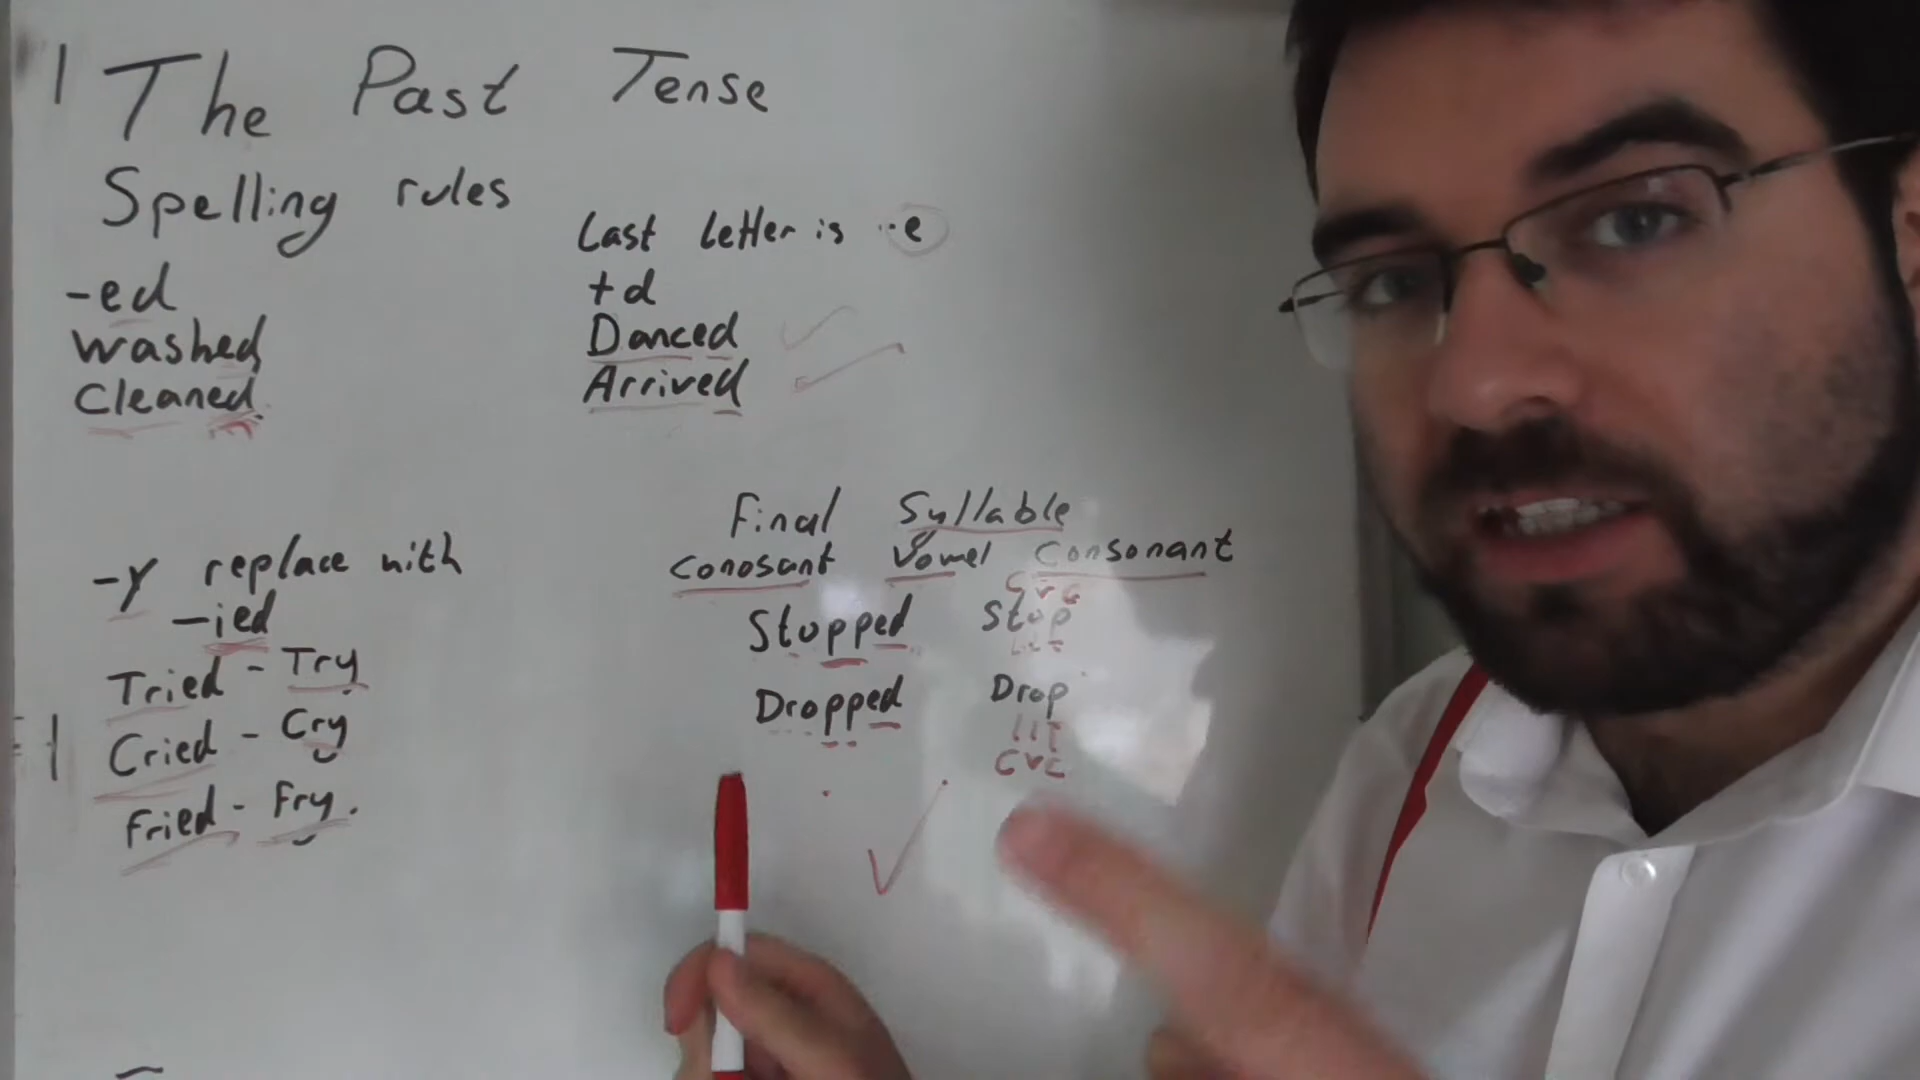 The Past Tense
Spelling rules
-ed
washed
Cleaned.
Last letter is ..e
+d
Danced
Arrived
-y replace with
-ied
Tried - Try
Cried - Cry
Fried - Fry.
Final Syllable
Conosant Vowel Consonant
CVC
Stopped Stop
Dropped Drop
CVC